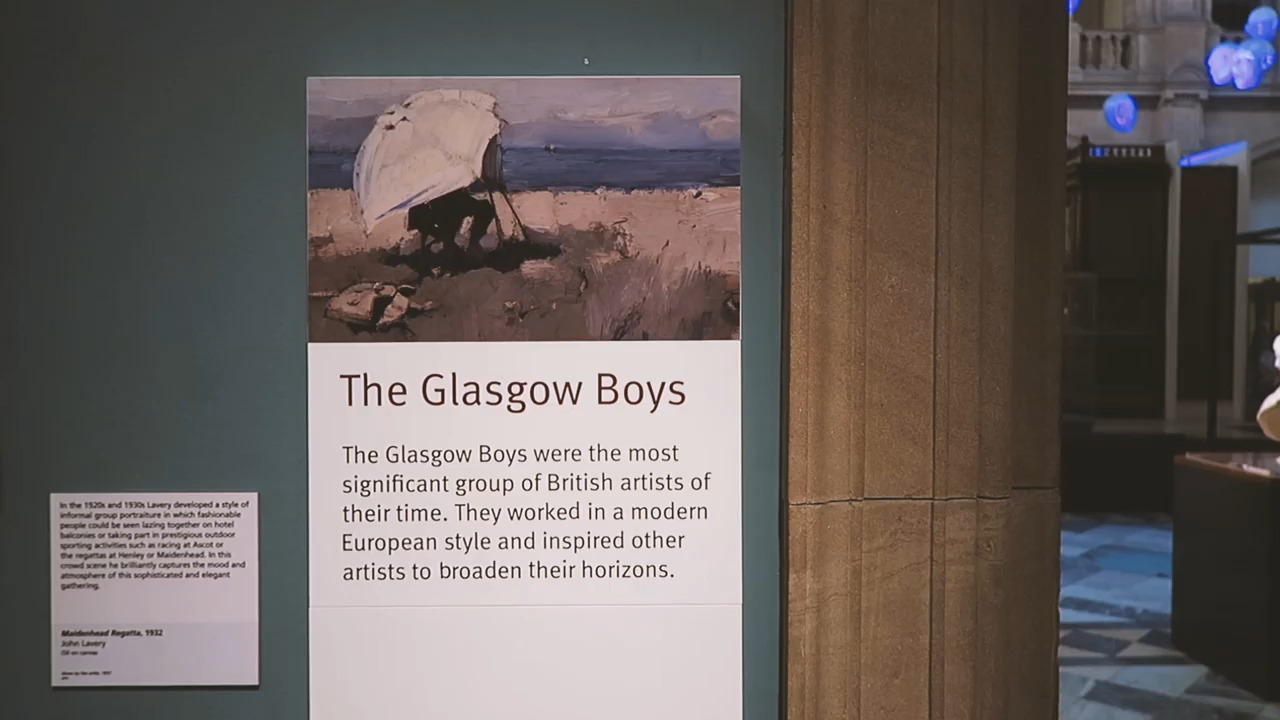 The Glasgow Boys
The Glasgow Boys were the most
significant group of British artists of
their time. They worked in a modern
European style and inspired other
artists to broaden their horizons.
In the 1920s and 1930s Lavery developed a style of
informal group portraiture in which fashionable
people could be seen lazing together on hotel
balconies or taking part in prestigious outdoor
sporting activities such as racing at Ascot or
the regattas at Henley or Maidenhead. In this
crowd scene he brilliantly captures the mood and
atmosphere of this sophisticated and elegant
gathering.
Maidenhead Regatta, 1932
John Lavery
Oil on canvas